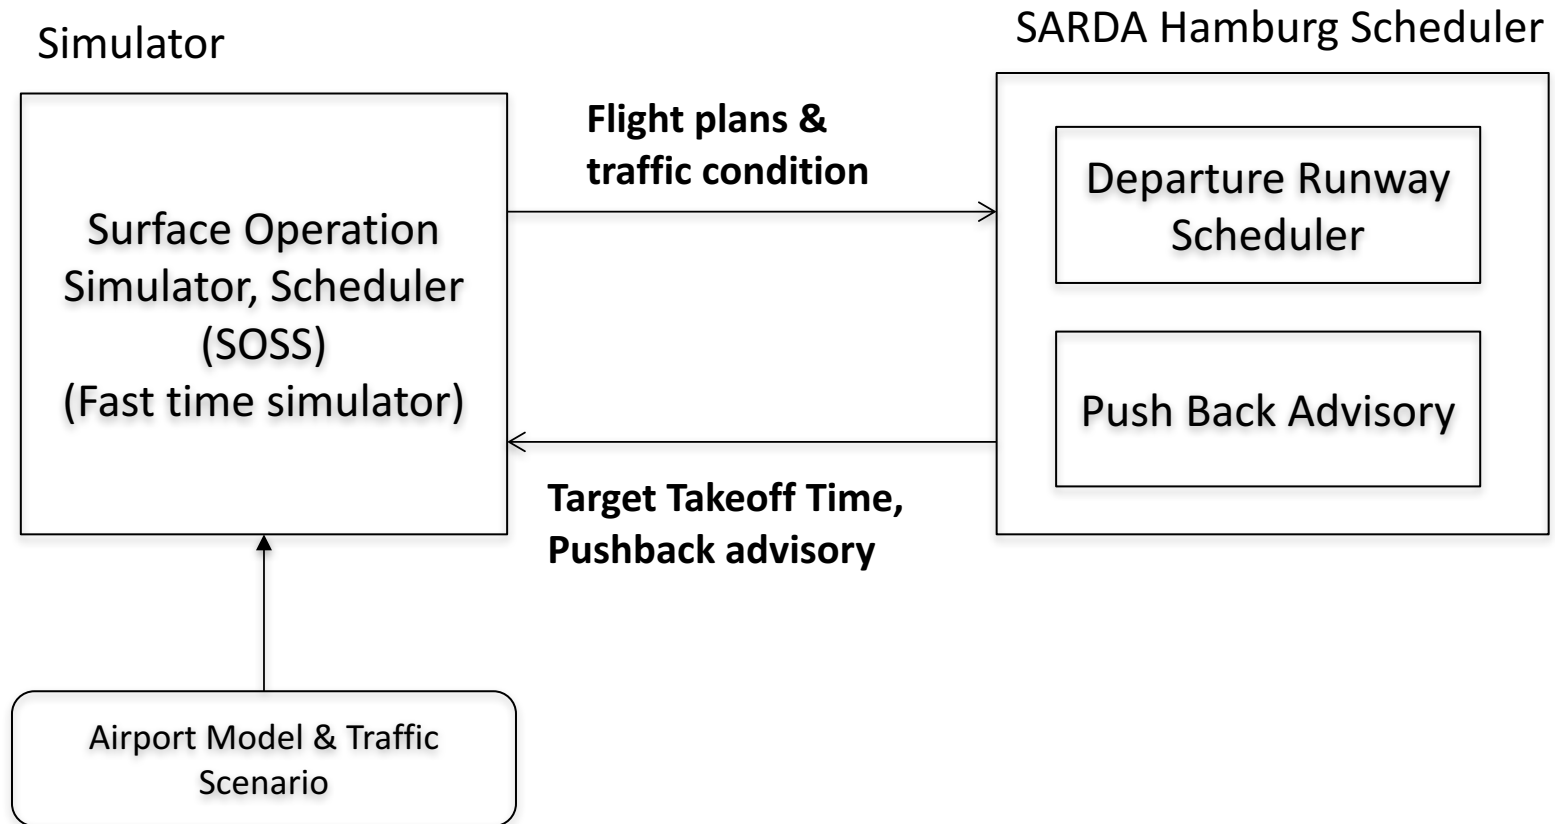 Simulator
SARDA Hamburg Scheduler
Surface Operation
Simulator, Scheduler
(SOSS)
(Fast time simulator)
Flight plans &
traffic condition
Departure Runway
Scheduler
Push Back Advisory
Target Takeoff Time,
Pushback advisory
Airport Model & Traffic
Scenario